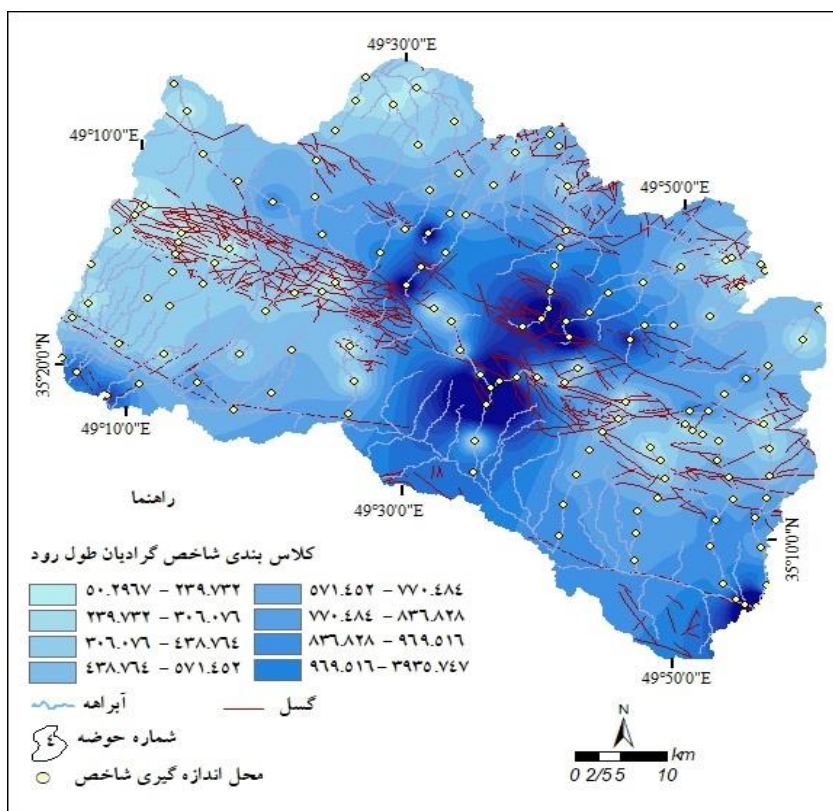 49°30'0"E
49°10'0"E
49°50'0"E
35°20'0"N
49°10'0"E
49°30'0"E
35°10'0"N
49°50'0"E
راهنما
کلاس بندی شاخص گرادیان طول رود
۵۰.۲۹۶۷ – ۲۳۹.۷۳۲
۵۷۱.۴۵۲ – ۷۷۰.۴۸۴
۲۳۹.۷۳۲ – ۳۰۶.۰۷۶
۷۷۰.۴۸۴ – ۸۳۶.۸۲۸
۳۰۶.۰۷۶ – ۴۳۸.۷۶۴
۸۳۶.۸۲۸ – ۹۶۹.۵۱۶
۴۳۸.۷۶۴ – ۵۷۱.۴۵۲
۹۶۹.۵۱۶ – ۳۹۳۵.۷۴۷
آبراهه
گسل
٤ شماره حوضه
محل اندازه گیری شاخص
N
km
0 2/5 5 10